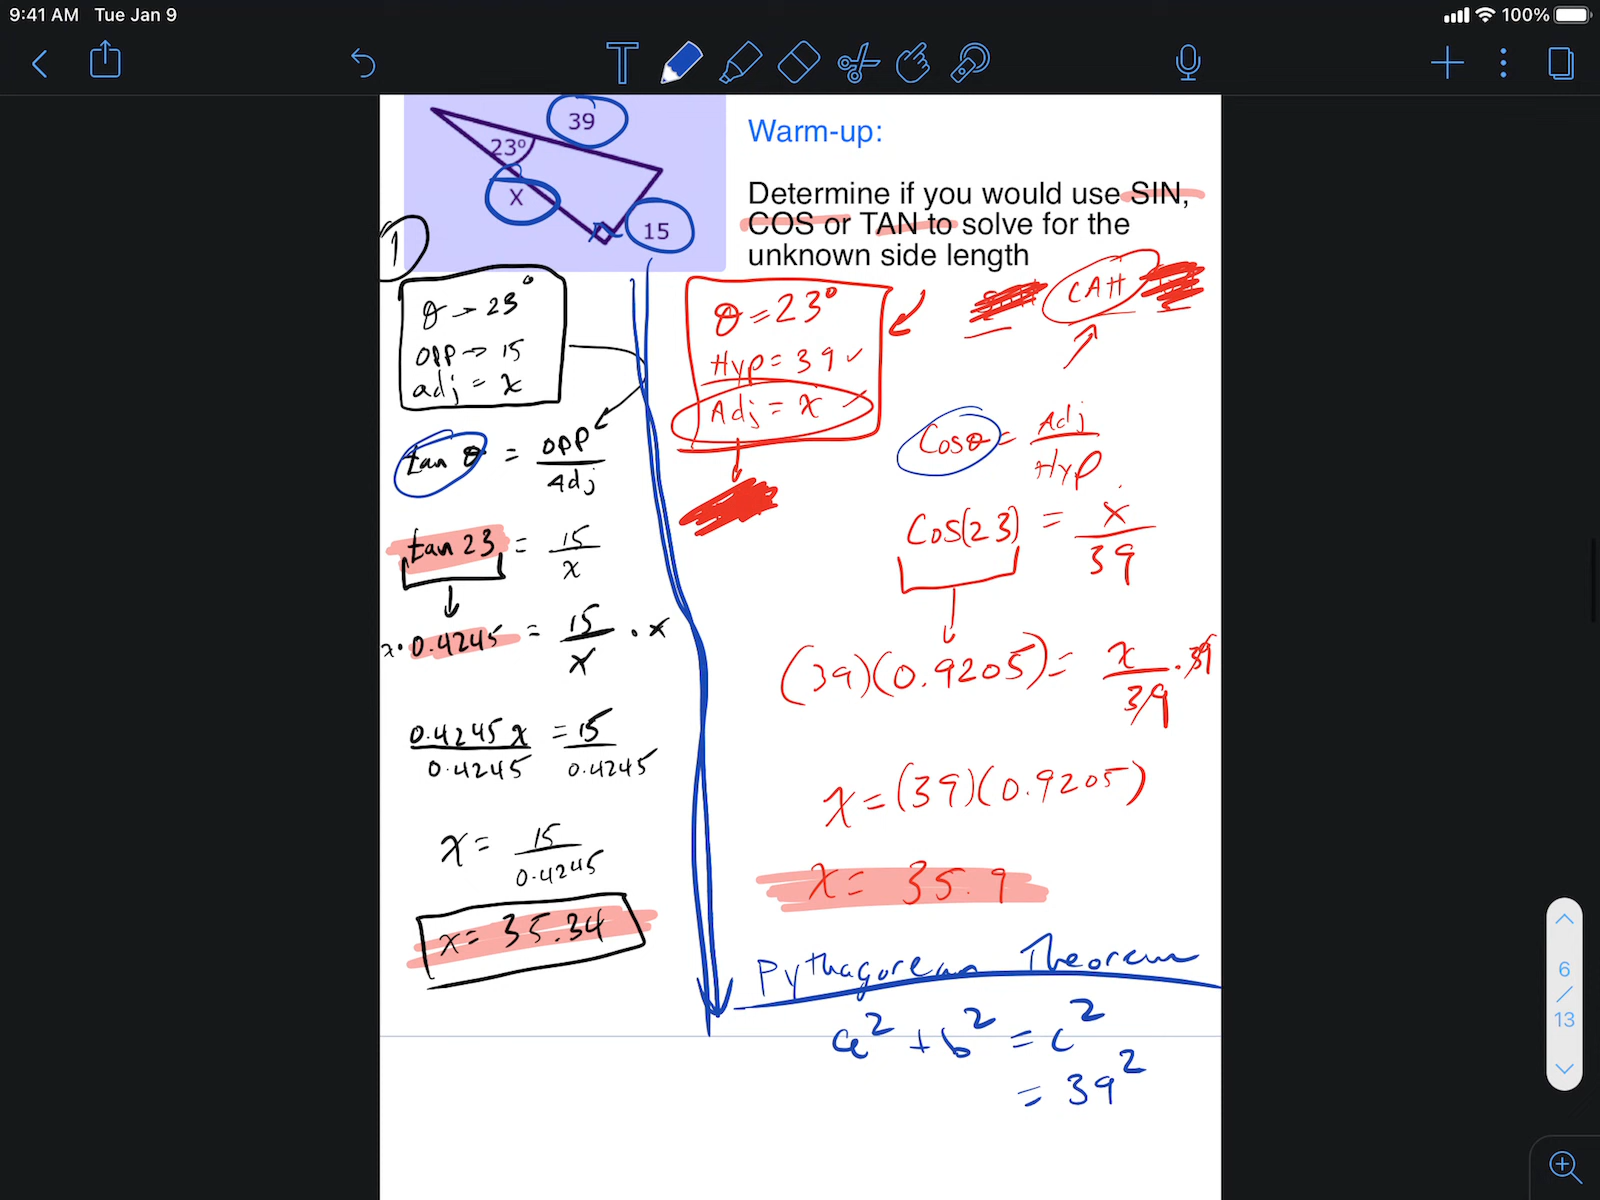 9:41 AM Tue Jan 9
100%
T
39
23°
X
15
Warm-up:
Determine if you would use SIN,
COS or TAN to solve for the
unknown side length
1
θ → 23°
opp → 15
adj = x
θ = 23°
Hyp = 39 ✓
Adj = x
CAH
tan θ = opp / Adj
Cosθ = Adj / Hyp
tan 23 = 15 / x
Cos(23) = x / 39
x · 0.4245 = 15 / x · x
(39)(0.9205) = x / 39 · 39
0.4245 x / 0.4245 = 15 / 0.4245
x = (39)(0.9205)
x = 15 / 0.4245
x = 35.9
x = 35.34
Pythagorean Theorem
a² + b² = c²
= 39²
6
/
13